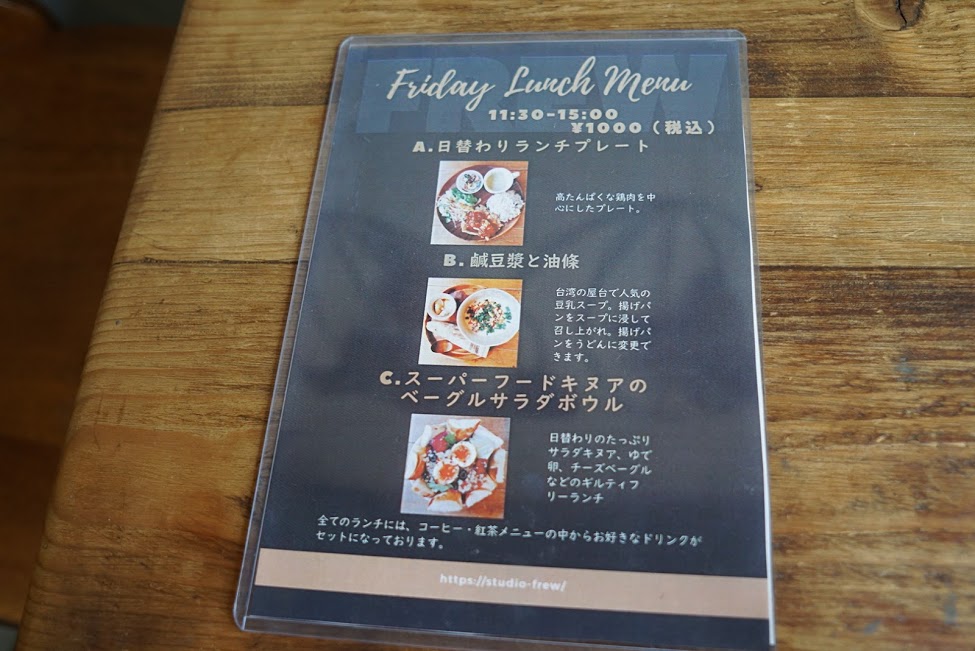 FREW
Friday Lunch Menu
11:30-15:00
¥1000（税込）
A.日替わりランチプレート
高たんぱくな鶏肉を中
心にしたプレート。
B.鹹豆漿と油條
台湾の屋台で人気の
豆乳スープ。揚げパ
ンをスープに浸して
召し上がれ。揚げパ
ンをうどんに変更で
きます。
C.スーパーフードキヌアの
ベーグルサラダボウル
日替わりのたっぷり
サラダキヌア、ゆで
卵、チーズベーグル
などのギルティフ
リーランチ
全てのランチには、コーヒー・紅茶メニューの中からお好きなドリンクが
セットになっております。
https://studio-frew/